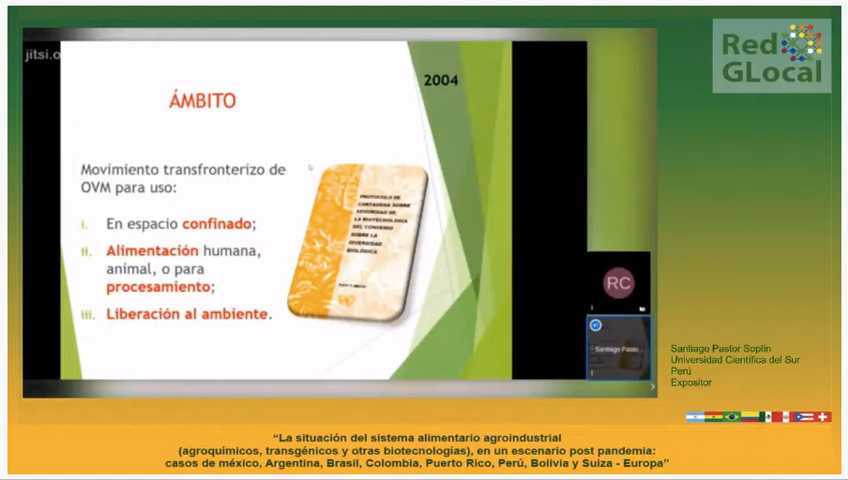 jitsi.o
2004
Red
GLocal
ÁMBITO
Movimiento transfronterizo de
OVM para uso:
i. En espacio confinado;
ii. Alimentación humana,
animal, o para
procesamiento;
iii. Liberación al ambiente.
PROTOCOLO DE
CARTAGENA SOBRE
SEGURIDAD DE
LA BIOTECNOLOGÍA
DEL CONVENIO
SOBRE LA
DIVERSIDAD
BIOLÓGICA
RC
Santiago Pasto...
Santiago Pastor Soplín
Universidad Científica del Sur
Perú
Expositor
“La situación del sistema alimentario agroindustrial
(agroquímicos, transgénicos y otras biotecnologías), en un escenario post pandemia:
casos de méxico, Argentina, Brasil, Colombia, Puerto Rico, Perú, Bolivia y Suiza - Europa”